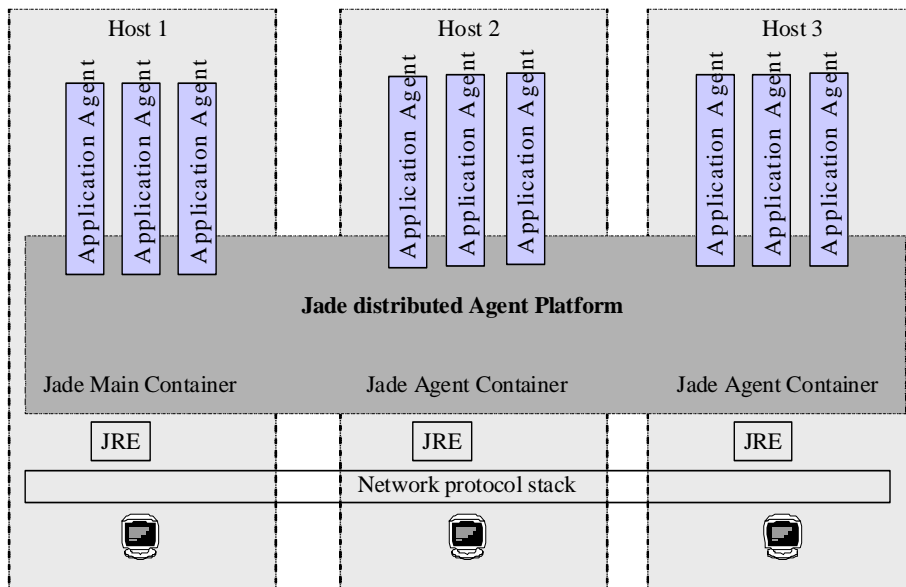 Host 1
Host 2
Host 3
Application Agent
Application Agent
Application Agent
Application Agent
Application Agent
Application Agent
Application Agent
Application Agent
Application Agent
Jade distributed Agent Platform
Jade Main Container
Jade Agent Container
Jade Agent Container
JRE
JRE
JRE
Network protocol stack